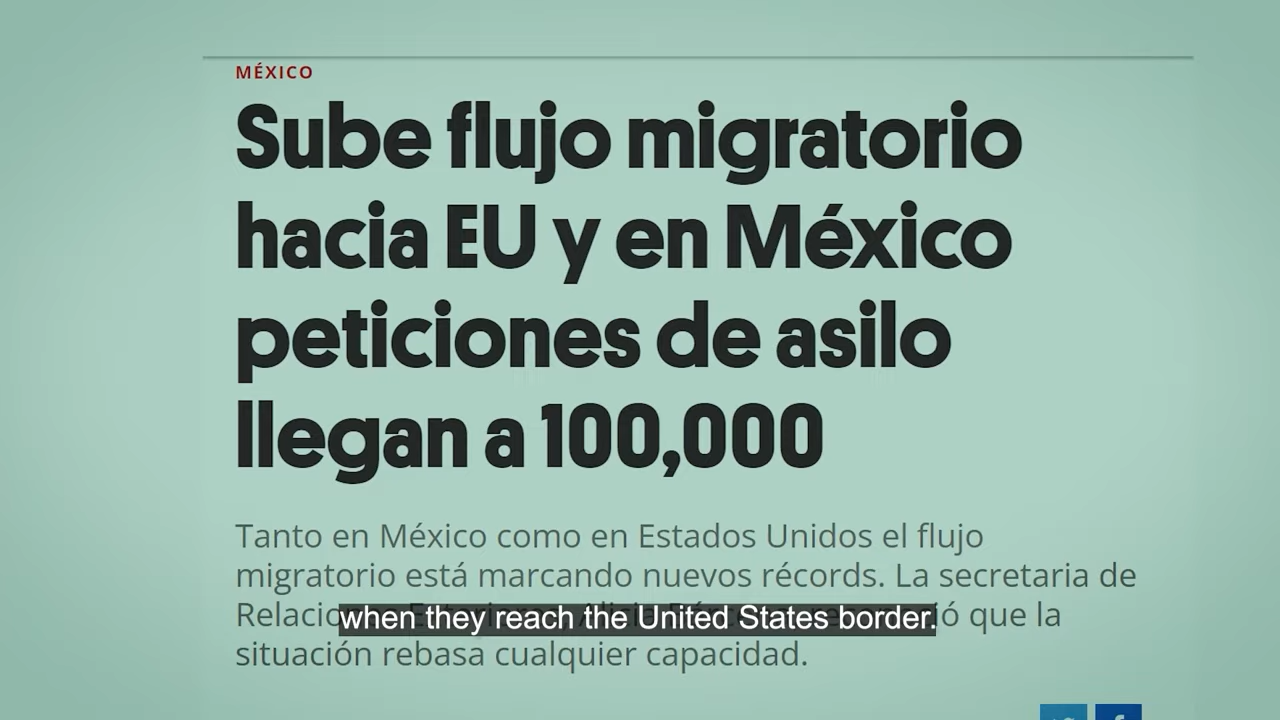 MÉXICO
Sube flujo migratorio
hacia EU y en México
peticiones de asilo
llegan a 100,000
Tanto en México como en Estados Unidos el flujo
migratorio está marcando nuevos récords. La secretaria de
que la
when they reach the United States border.
situación rebasa cualquier capacidad.